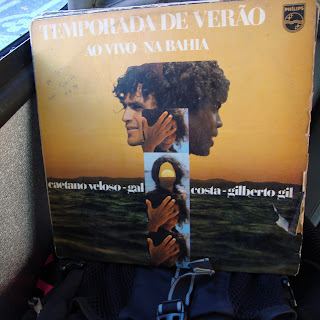 TEMPORADA DE VERÃO
AO VIVO NA BAHIA
PHILIPS
caetano veloso-gal costa-gilberto gil